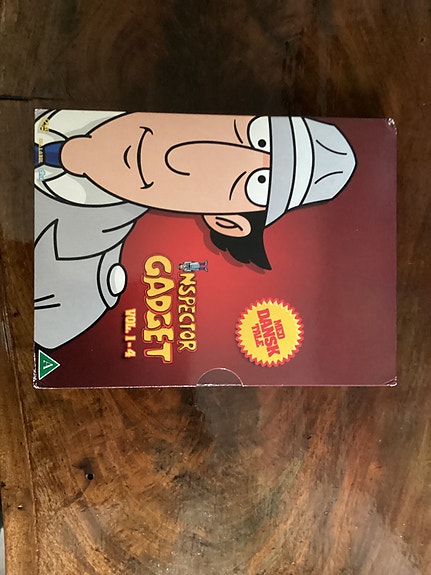 MED
DANSK
TALE
INSPECTOR
GADGET
VOL. 1-4
A